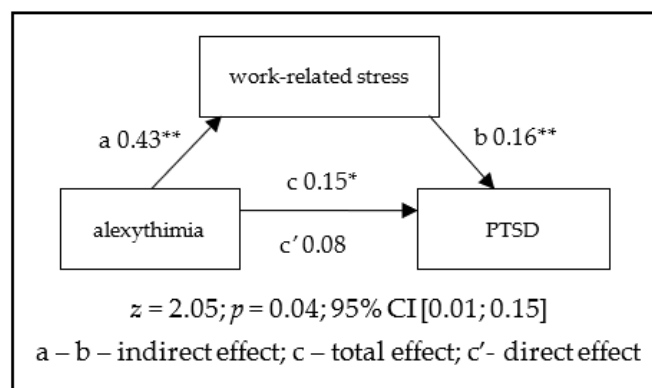 work-related stress
a 0.43**
b 0.16**
c 0.15*
alexythimia
PTSD
c′ 0.08
z = 2.05; p = 0.04; 95% CI [0.01; 0.15]
a – b – indirect effect; c – total effect; c′- direct effect